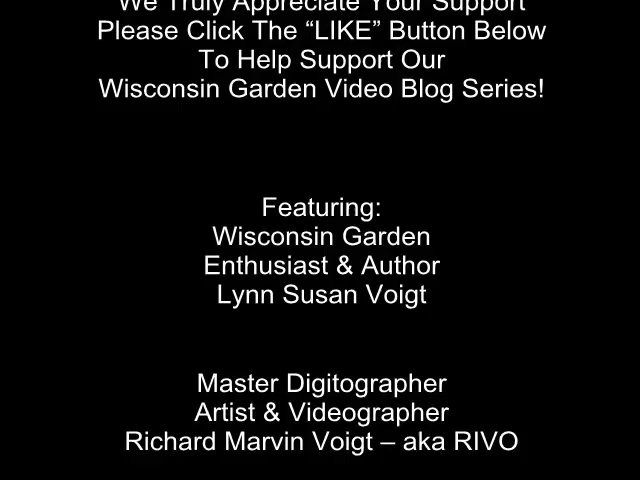 We Truly Appreciate Your Support
Please Click The “LIKE” Button Below
To Help Support Our
Wisconsin Garden Video Blog Series!
Featuring:
Wisconsin Garden
Enthusiast & Author
Lynn Susan Voigt
Master Digitographer
Artist & Videographer
Richard Marvin Voigt – aka RIVO